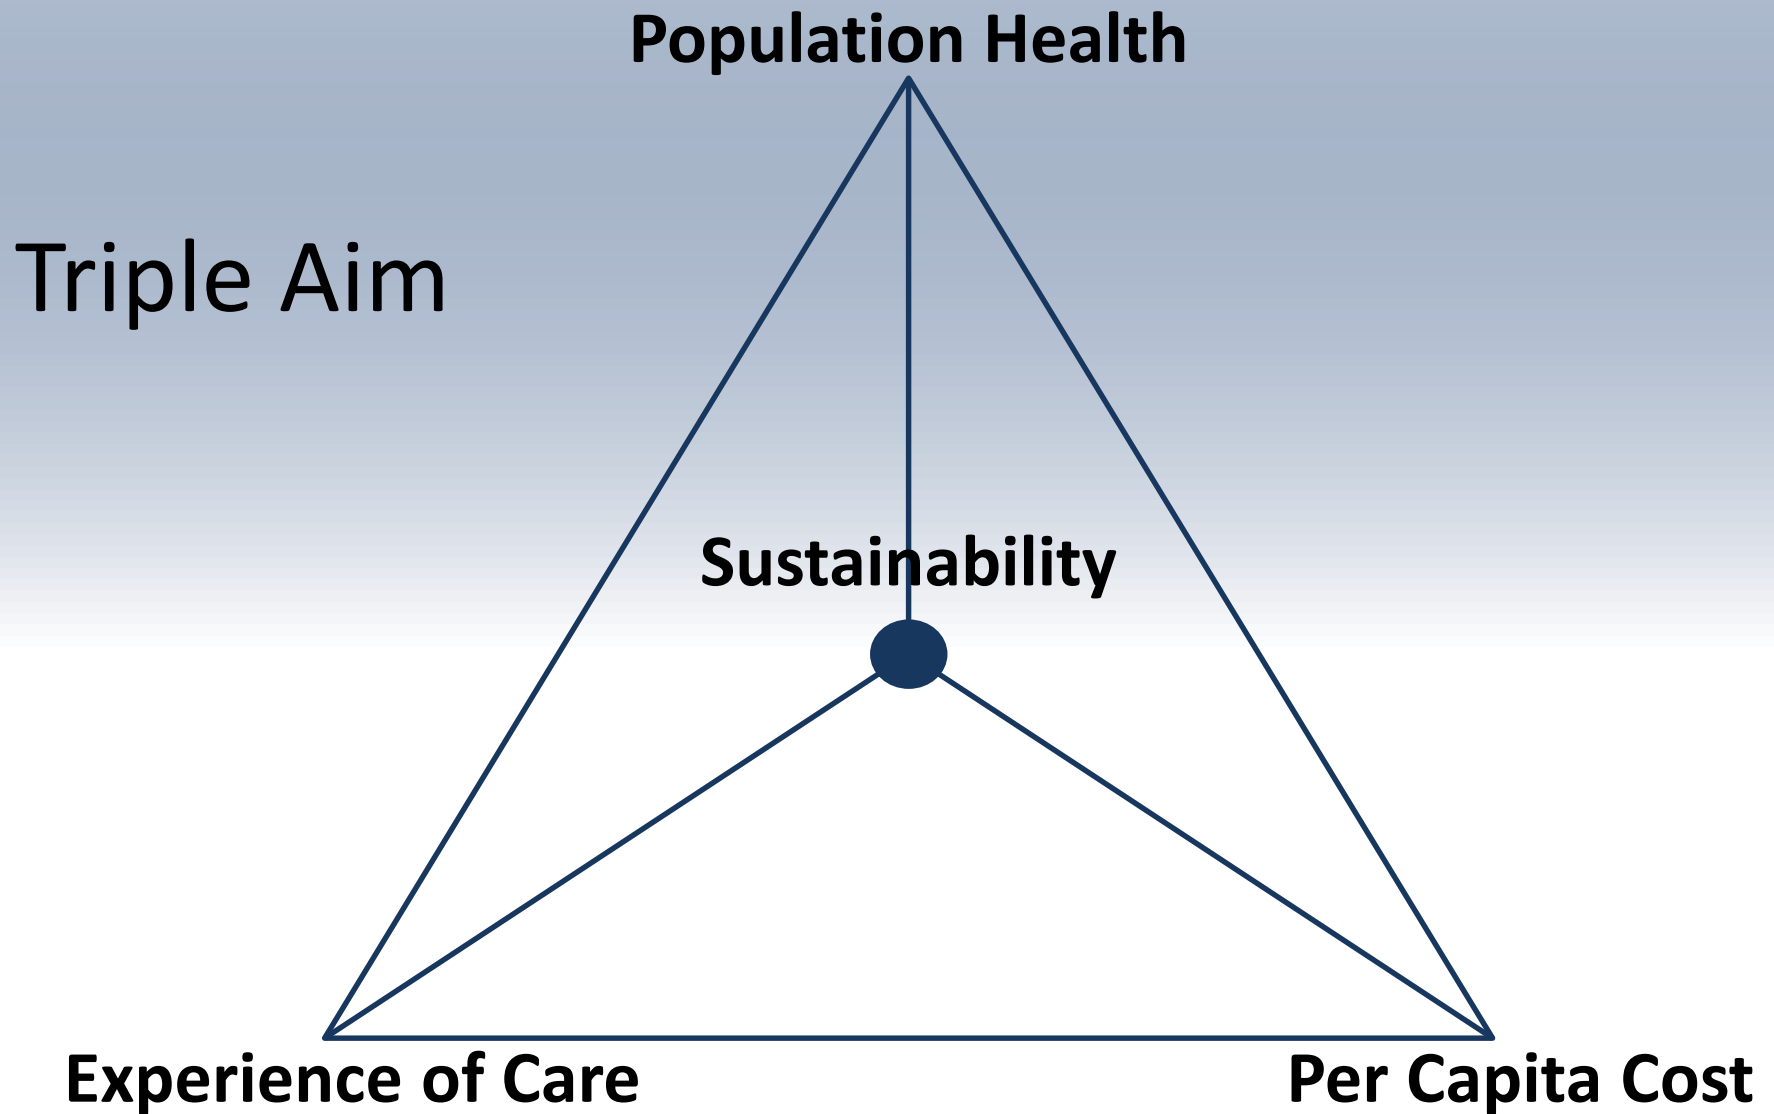 Population Health
Triple Aim
Sustainability
Experience of Care
Per Capita Cost